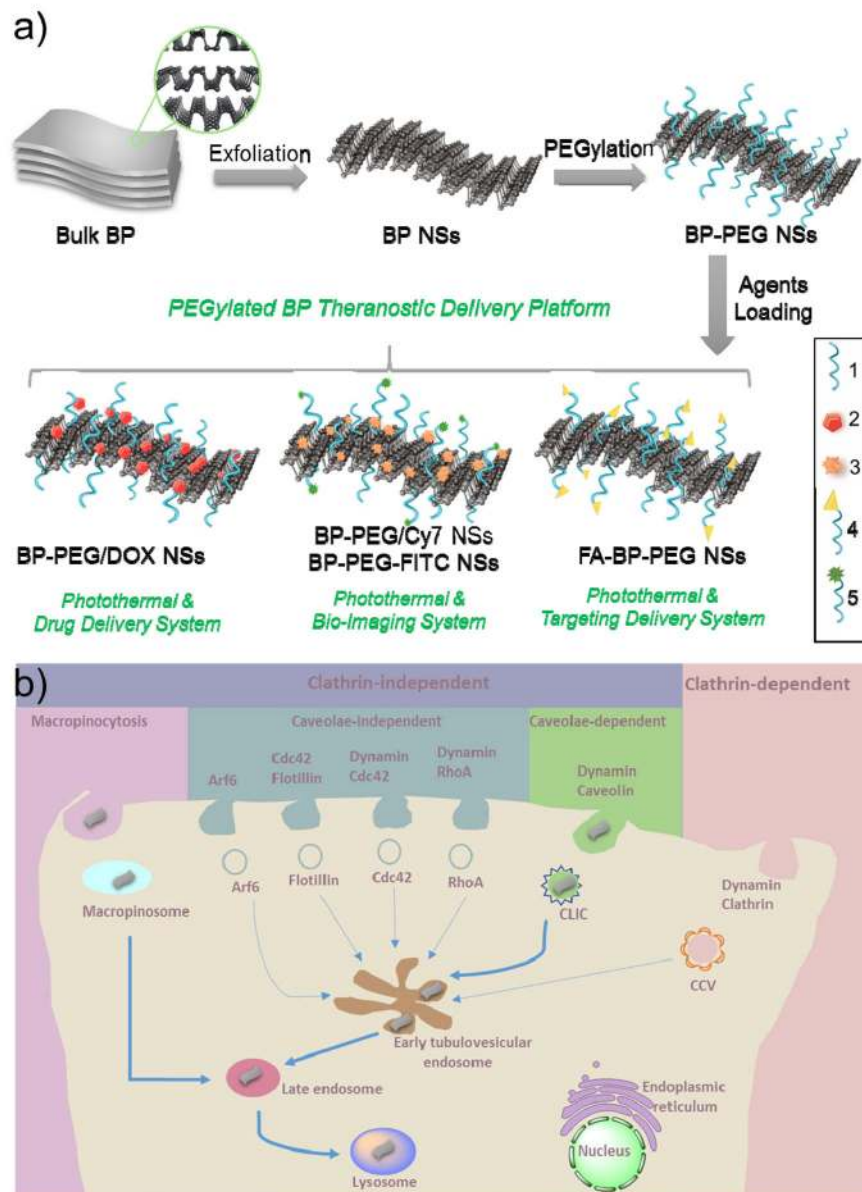 a)
Exfoliation
PEGylation
Bulk BP
BP NSs
BP-PEG NSs
Agents
Loading
PEGylated BP Theranostic Delivery Platform
1
2
3
4
5
BP-PEG/DOX NSs
BP-PEG/Cy7 NSs
BP-PEG-FITC NSs
FA-BP-PEG NSs
Photothermal &
Drug Delivery System
Photothermal &
Bio-Imaging System
Photothermal &
Targeting Delivery System
b)
Clathrin-independent
Clathrin-dependent
Macropinocytosis
Caveolae-independent
Caveolae-dependent
Arf6
Cdc42
Flotillin
Dynamin
Cdc42
Dynamin
RhoA
Dynamin
Caveolin
Arf6
Flotillin
Cdc42
RhoA
CLIC
Dynamin
Clathrin
Macropinosome
CCV
Early tubulovesicular
endosome
Late endosome
Endoplasmic
reticulum
Nucleus
Lysosome